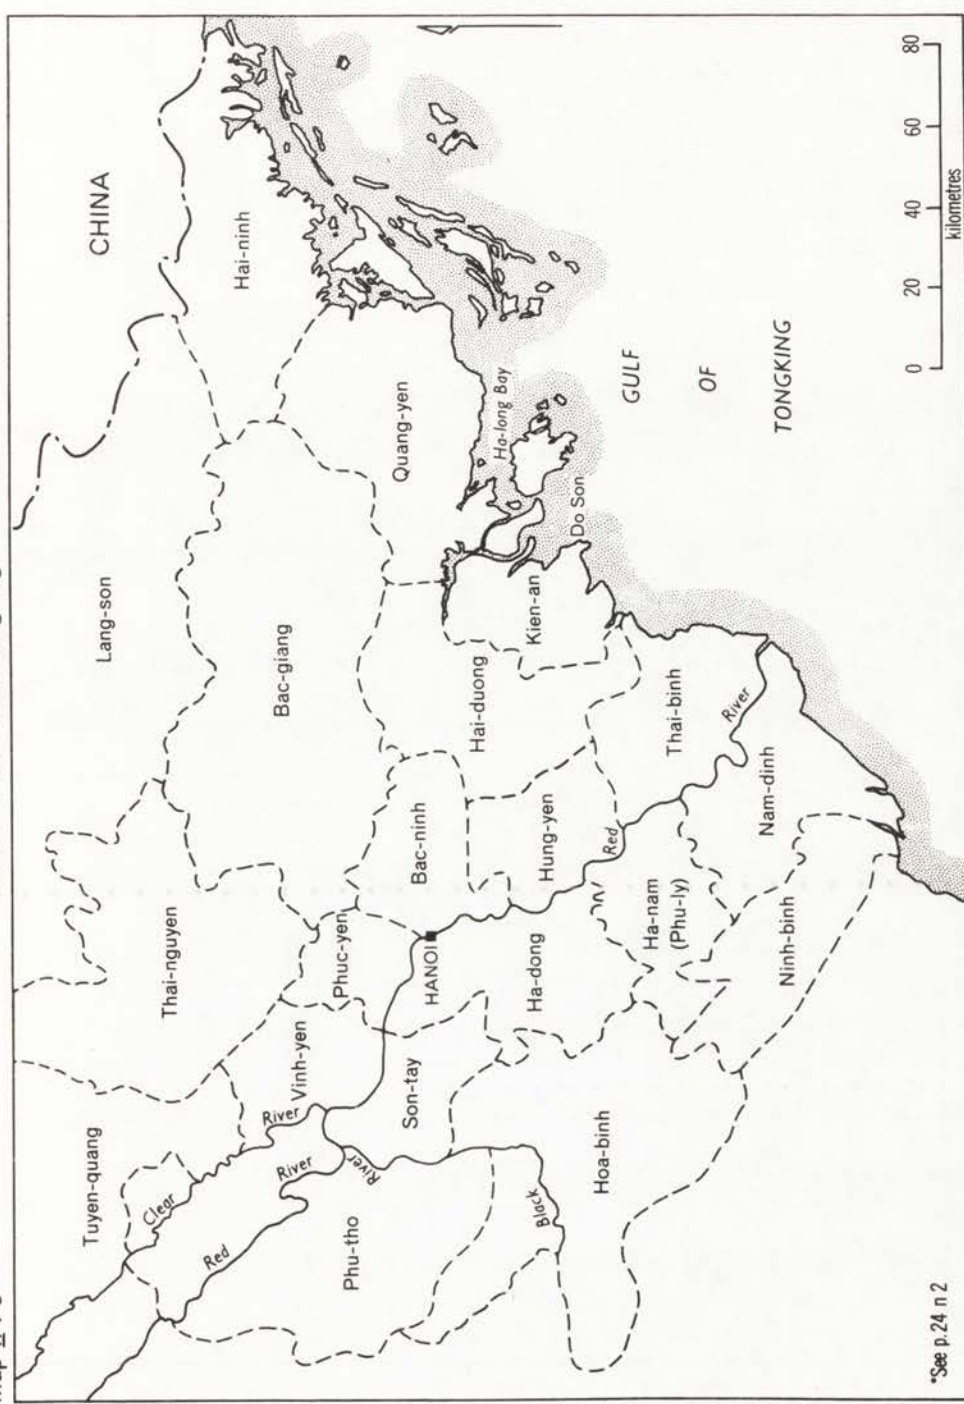 CHINA
Hai-ninh
Lang-son
Quang-yen
Ha-long Bay
Do Son
GULF
OF
TONGKING
Bac-giang
Kien-an
Hai-duong
Thai-binh
River
Nam-dinh
Bac-ninh
Hung-yen
Red
Thai-nguyen
Phuc-yen
HANOI
Ha-dong
Ha-nam
(Phu-ly)
Ninh-binh
Vinh-yen
Son-tay
Tuyen-quang
Clear
River
Red
River
River
Black
Phu-tho
Hoa-binh
0 20 40 60 80
kilometres
*See p.24 n 2